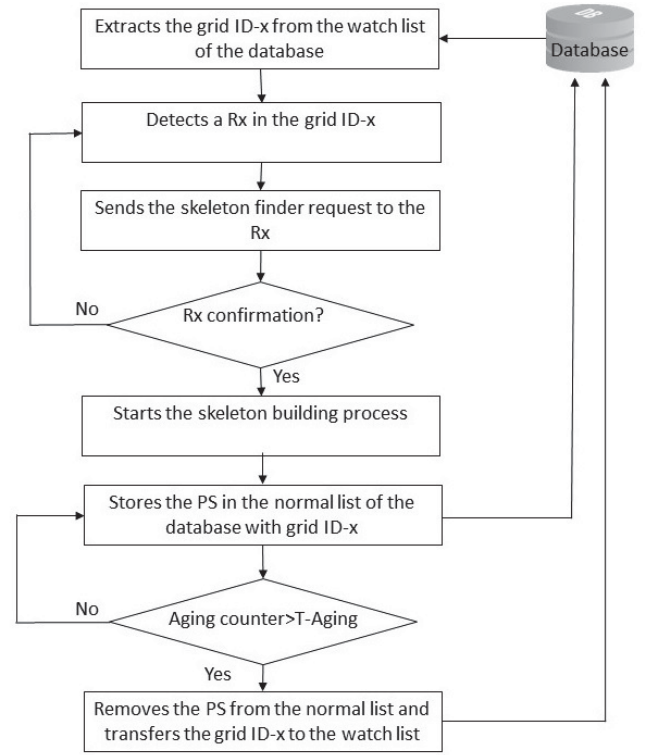 Extracts the grid ID-x from the watch list
of the database
DB
Database
Detects a Rx in the grid ID-x
Sends the skeleton finder request to the
Rx
No
Rx confirmation?
Yes
Starts the skeleton building process
Stores the PS in the normal list of the
database with grid ID-x
No
Aging counter>T-Aging
Yes
Removes the PS from the normal list and
transfers the grid ID-x to the watch list